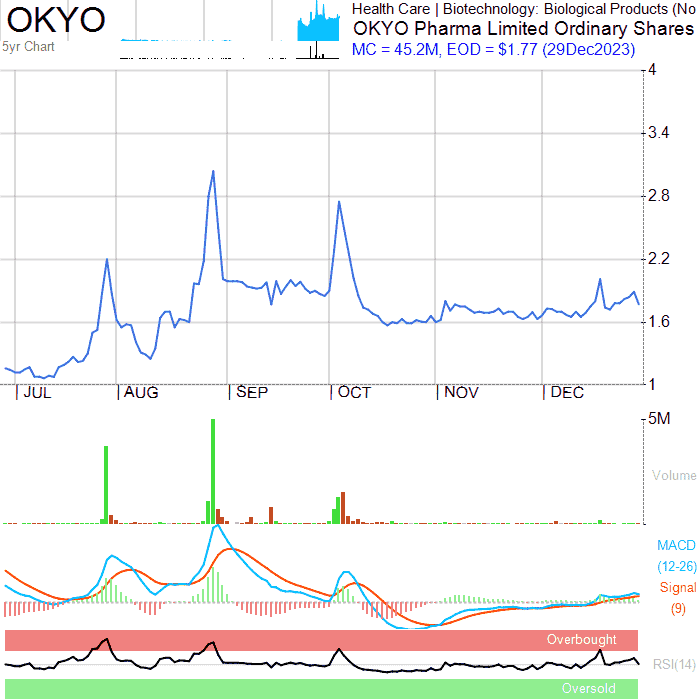 OKYO
5yr Chart
Health Care | Biotechnology: Biological Products (No
OKYO Pharma Limited Ordinary Shares
MC = 45.2M, EOD = $1.77 (29Dec2023)
4
3.4
2.8
2.2
1.6
1
JUL AUG SEP OCT NOV DEC
5M
Volume
MACD
(12-26)
Signal
(9)
Overbought
RSI(14)
Oversold